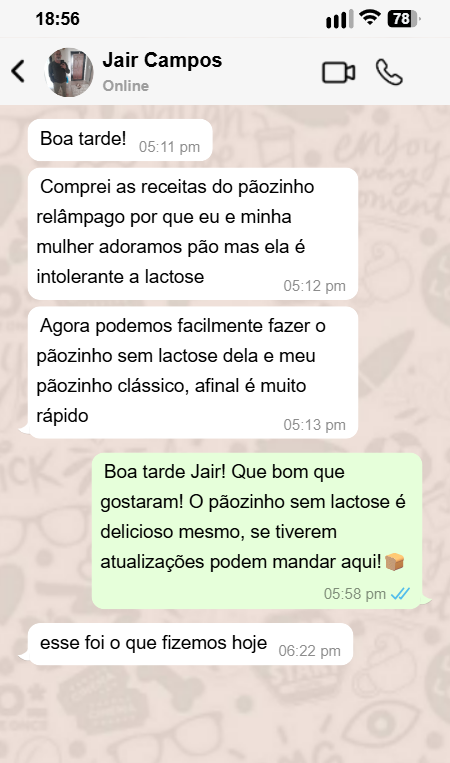 18:56
78
Jair Campos
Online
Boa tarde!
05:11 pm
Comprei as receitas do pãozinho
relâmpago por que eu e minha
mulher adoramos pão mas ela é
intolerante a lactose
05:12 pm
Agora podemos facilmente fazer o
pãozinho sem lactose dela e meu
pãozinho clássico, afinal é muito
rápido
05:13 pm
Boa tarde Jair! Que bom que
gostaram! O pãozinho sem lactose é
delicioso mesmo, se tiverem
atualizações podem mandar aqui!🍞
05:58 pm
esse foi o que fizemos hoje
06:22 pm